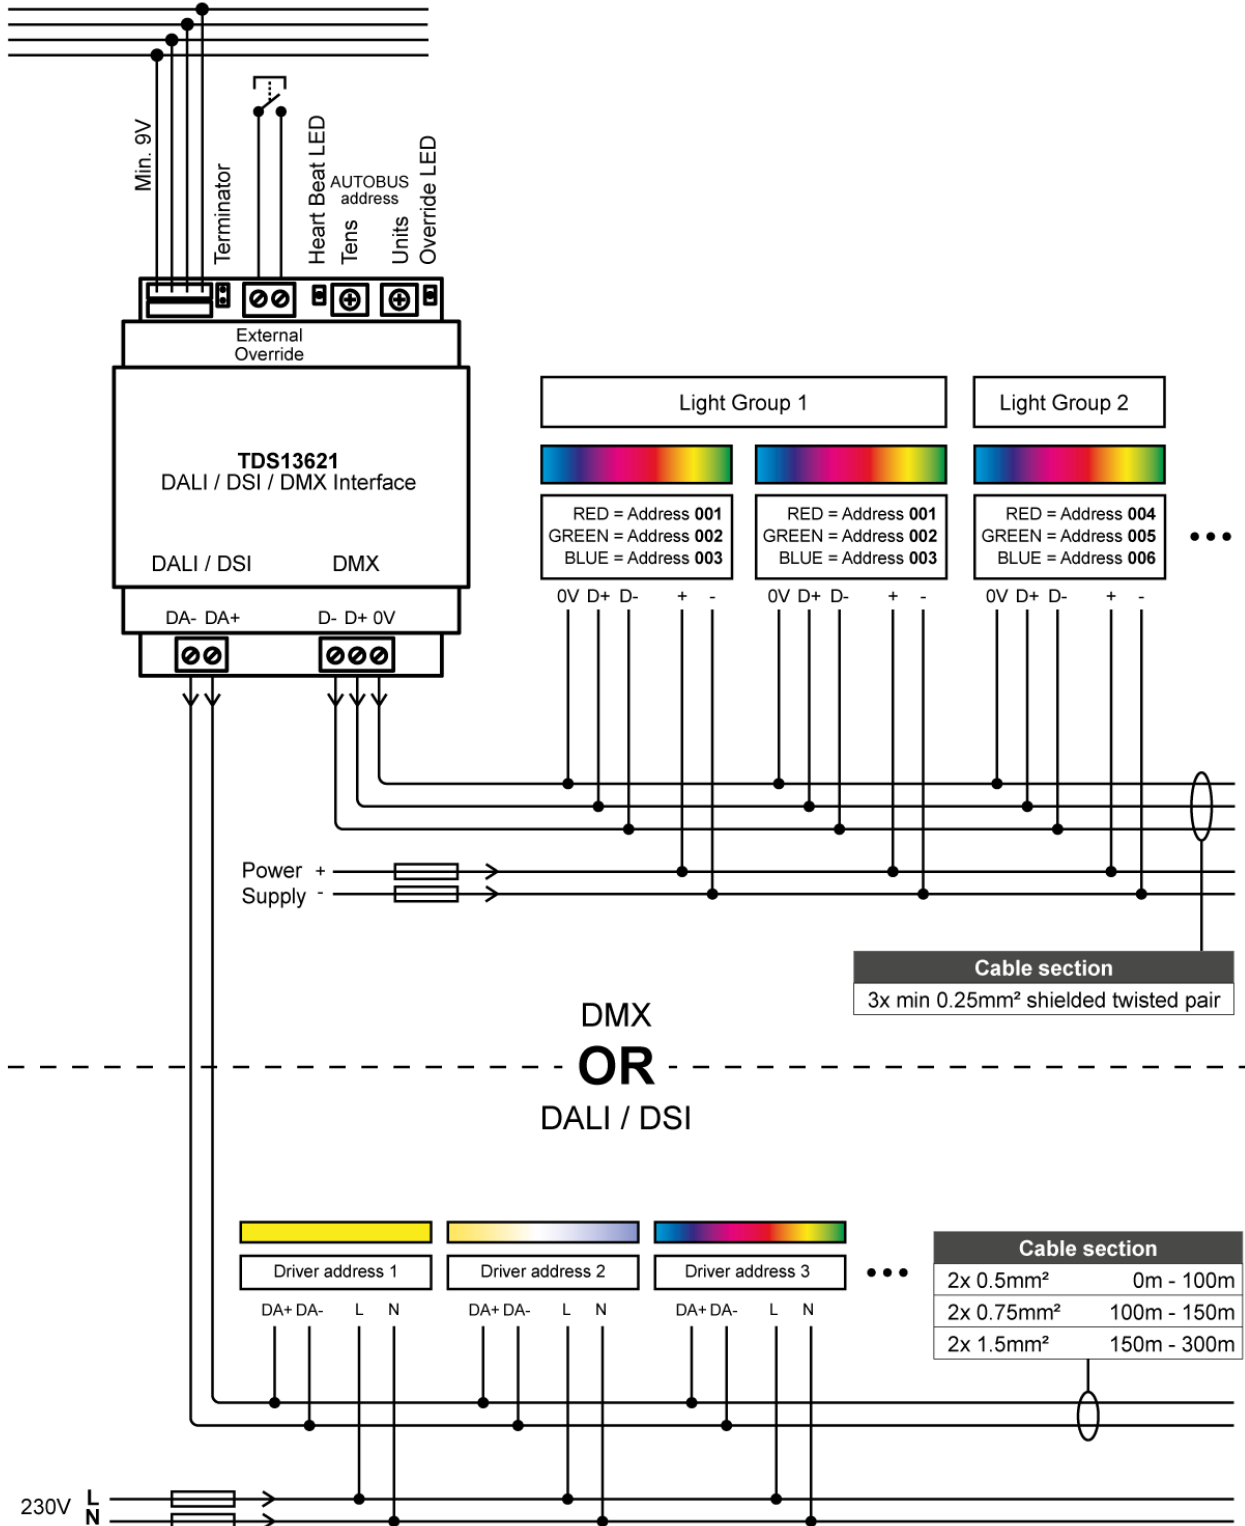 Min. 9V
Terminator
Heart Beat LED
AUTOBUS
address
Tens
Units
Override LED
External
Override
TDS13621
DALI / DSI / DMX Interface
DALI / DSI DMX
DA- DA+ D- D+ 0V
Light Group 1 Light Group 2
RED = Address 001 RED = Address 001 RED = Address 004
GREEN = Address 002 GREEN = Address 002 GREEN = Address 005
BLUE = Address 003 BLUE = Address 003 BLUE = Address 006
0V D+ D- + - 0V D+ D- + - 0V D+ D- + -
Power +
Supply -
Cable section
3x min 0.25mm² shielded twisted pair
DMX
OR
DALI / DSI
Driver address 1 Driver address 2 Driver address 3
DA+ DA- L N DA+ DA- L N DA+ DA- L N
Cable section
2x 0.5mm² 0m - 100m
2x 0.75mm² 100m - 150m
2x 1.5mm² 150m - 300m
230V L
N